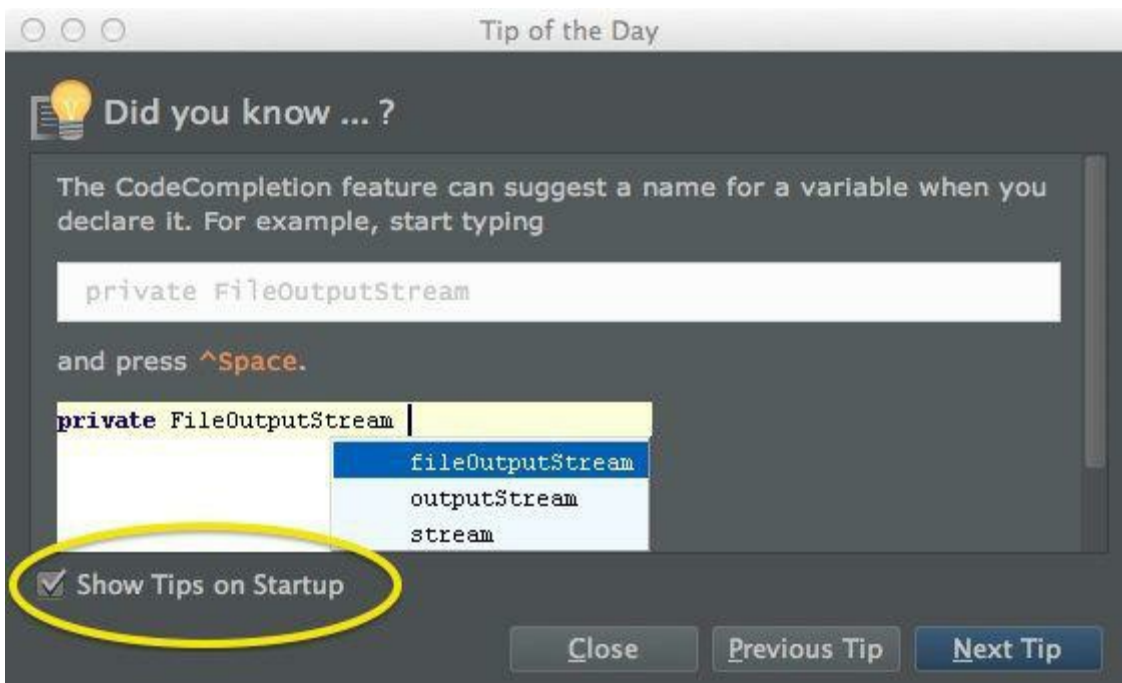 Tip of the Day
Did you know ... ?
The CodeCompletion feature can suggest a name for a variable when you
declare it. For example, start typing
private FileOutputStream
and press ^Space.
private FileOutputStream
fileOutputStream
outputStream
stream
Show Tips on Startup
Close
Previous Tip
Next Tip